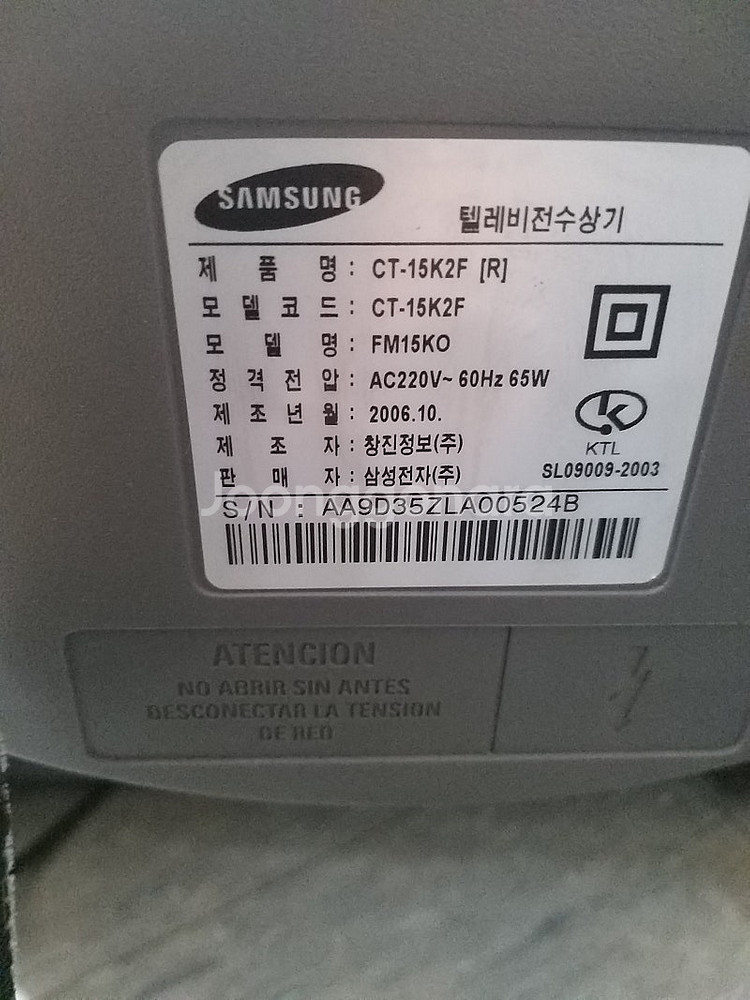 SAMSUNG
텔레비전수상기
제 품 명 : CT-15K2F [R]
모 델 코 드 : CT-15K2F
모 델 명 : FM15KO
정 격 전 압 : AC220V~ 60Hz 65W
제 조 년 월 : 2006.10.
제 조 자 : 창진정보(주)
판 매 자 : 삼성전자(주)
KTL
SL09009-2003
Joonggonara
S/N : AA9D35ZLA00524B
ATENCION
NO ABRIR SIN ANTES
DESCONECTAR LA TENSION
DE RED